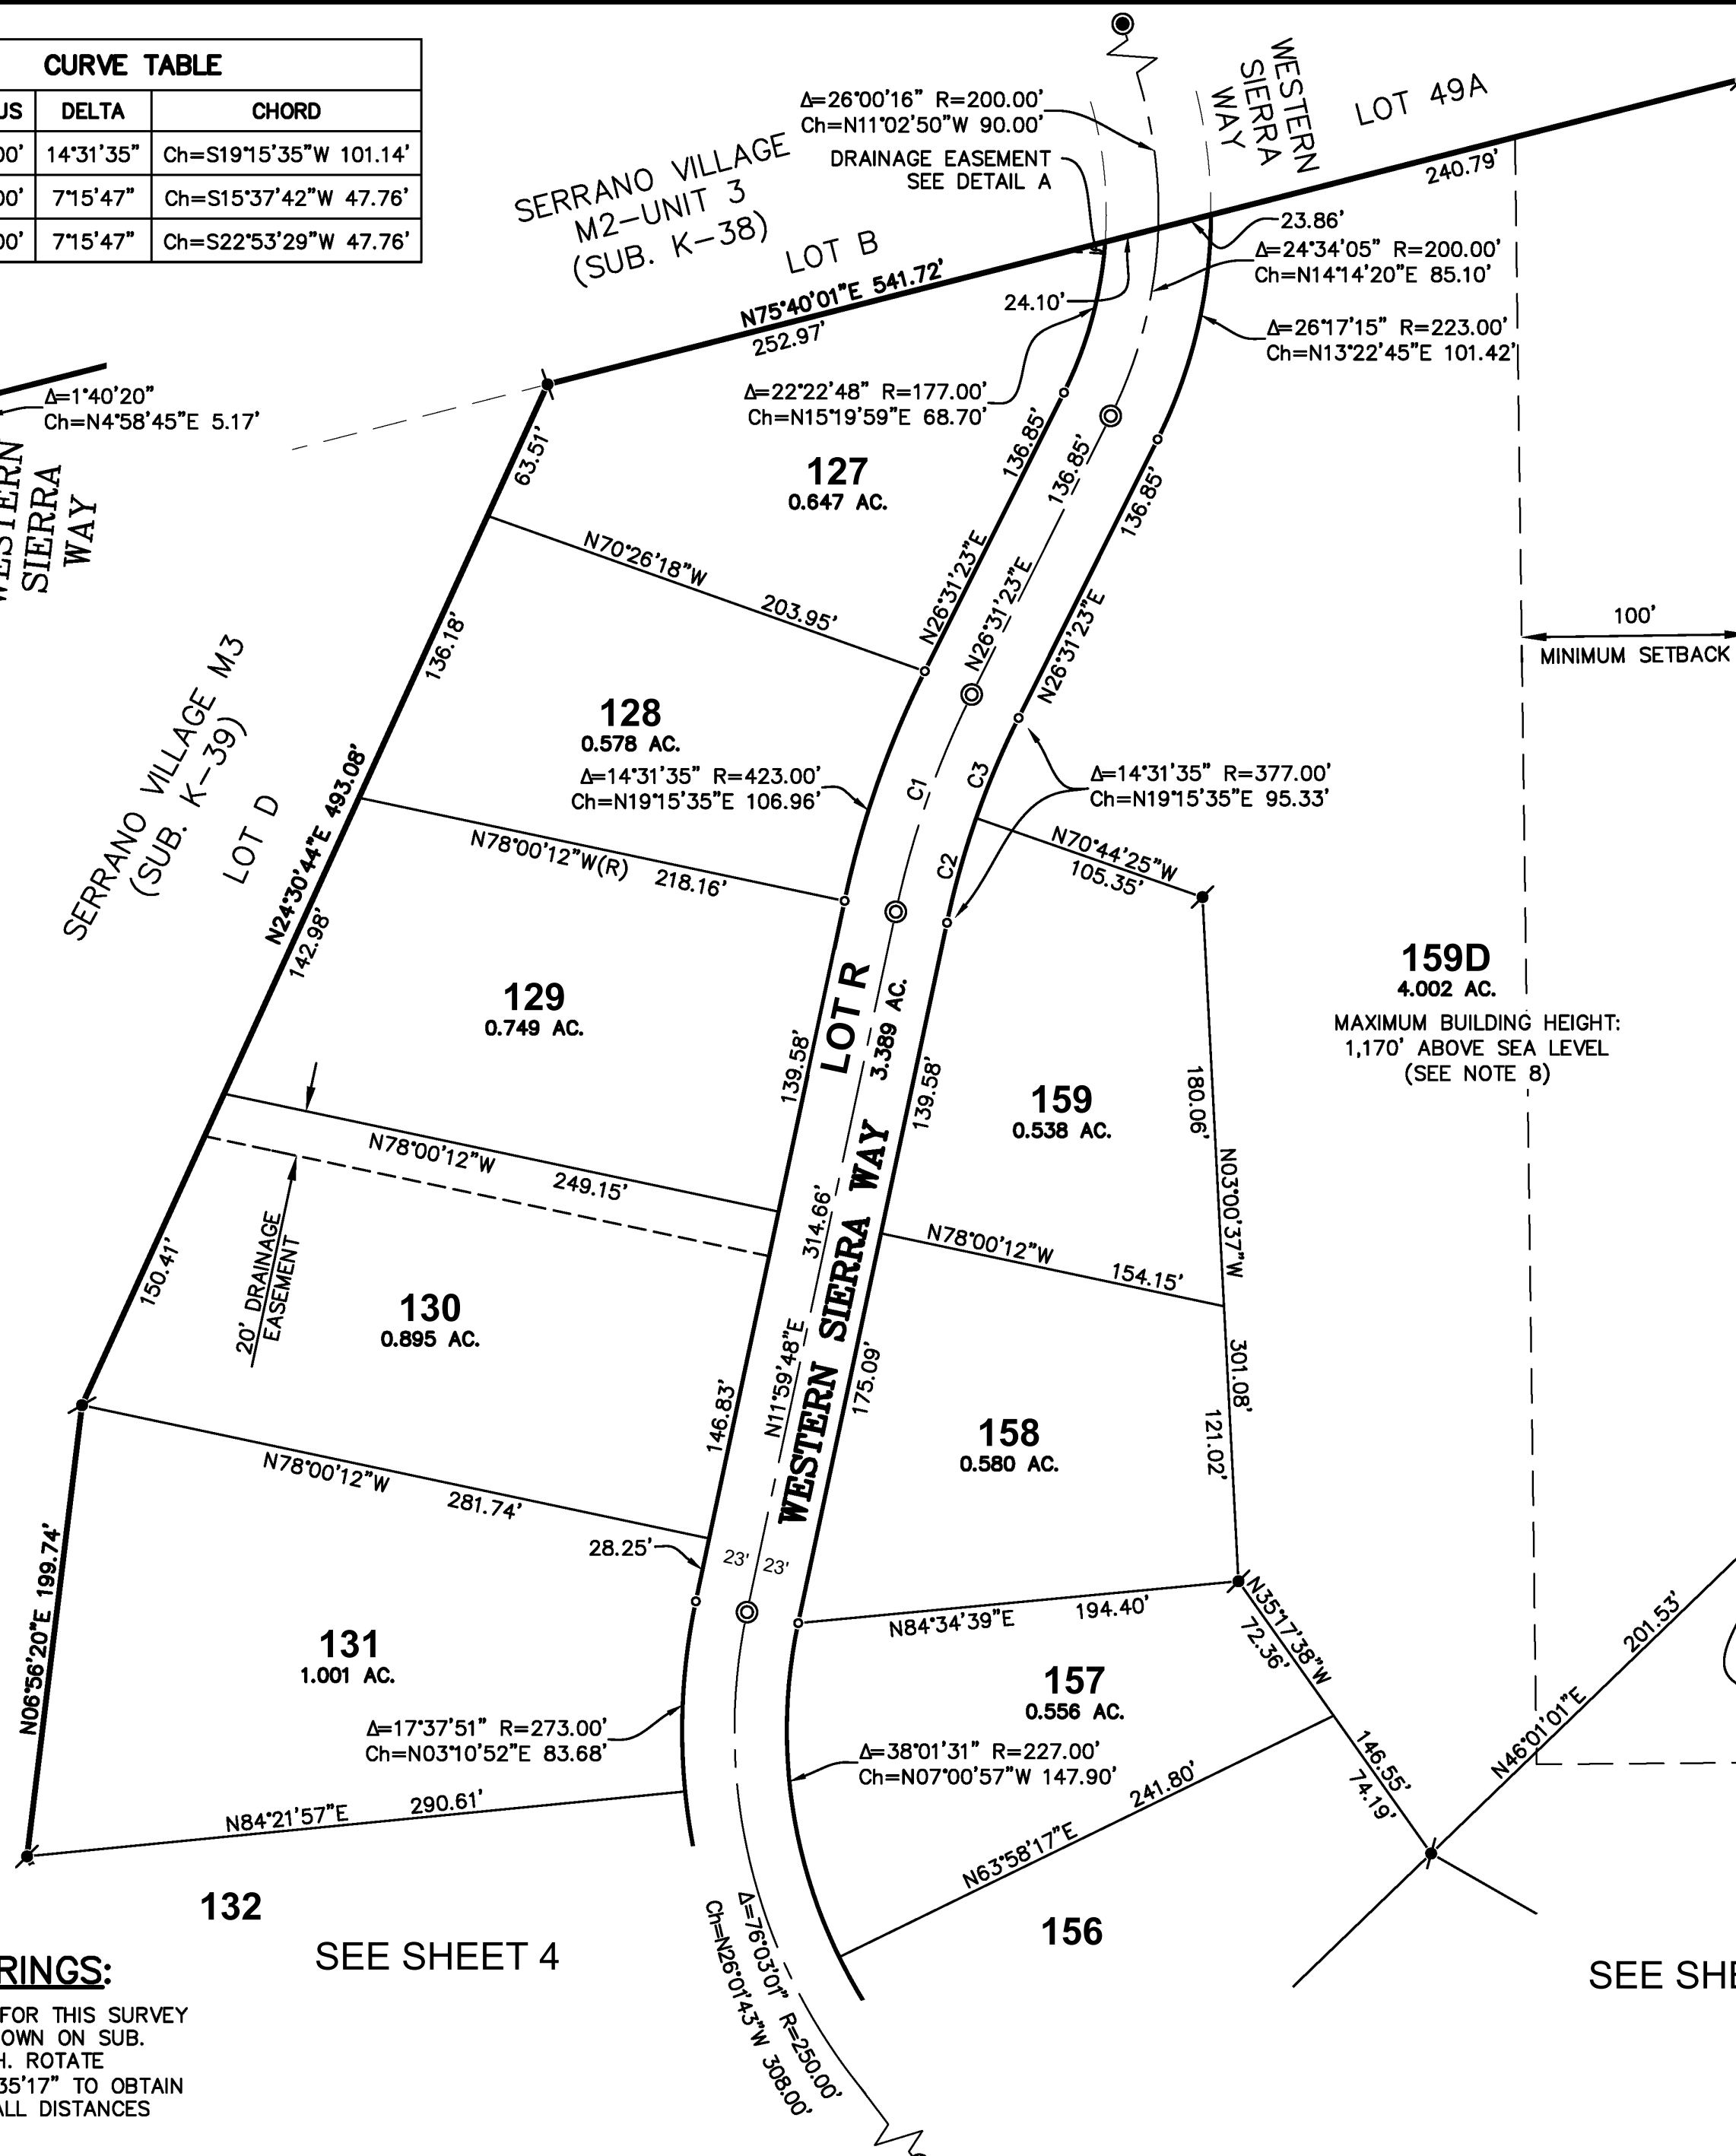 CURVE TABLE
US DELTA CHORD
00' 14°31'35" Ch=S19°15'35"W 101.14'
00' 7°15'47" Ch=S15°37'42"W 47.76'
00' 7°15'47" Ch=S22°53'29"W 47.76'
Δ=26°00'16" R=200.00'
Ch=N11°02'50"W 90.00'
DRAINAGE EASEMENT
SEE DETAIL A
WESTERN
SIERRA
WAY
LOT 49A
240.79'
SERRANO VILLAGE
M2-UNIT 3
(SUB. K-38)
LOT B
N75°40'01"E 541.72'
252.97'
23.86'
Δ=24°34'05" R=200.00'
Ch=N14°14'20"E 85.10'
24.10'
Δ=26°17'15" R=223.00'
Ch=N13°22'45"E 101.42'
Δ=22°22'48" R=177.00'
Ch=N15°19'59"E 68.70'
Δ=1°40'20"
Ch=N4°58'45"E 5.17'
WESTERN
SIERRA
WAY
63.51'
127
0.647 AC.
136.85'
136.85'
136.85'
N26°31'23"E
N26°31'23"E
N26°31'23"E
N70°26'18"W
203.95'
136.18'
100'
MINIMUM SETBACK
SERRANO VILLAGE M3
(SUB. K-39)
LOT D
N24°30'44"E 493.08'
128
0.578 AC.
Δ=14°31'35" R=423.00'
Ch=N19°15'35"E 106.96'
C1
C3
C2
Δ=14°31'35" R=377.00'
Ch=N19°15'35"E 95.33'
N78°00'12"W(R) 218.16'
N70°44'25"W
105.35'
142.98'
129
0.749 AC.
139.58'
LOT R
3.389 AC.
139.58'
159
0.538 AC.
180.06'
159D
4.002 AC.
MAXIMUM BUILDING HEIGHT:
1,170' ABOVE SEA LEVEL
(SEE NOTE 8)
N78°00'12"W
249.15'
N03°00'37"W
301.08'
N78°00'12"W
154.15'
150.41'
20' DRAINAGE
EASEMENT
130
0.895 AC.
314.66'
N11°59'48"E
WESTERN SIERRA WAY
146.83'
175.09'
158
0.580 AC.
121.02'
N78°00'12"W
281.74'
28.25'
23' 23'
N06°56'20"E 199.74'
131
1.001 AC.
N84°34'39"E 194.40'
N35°17'38"W
72.36'
157
0.556 AC.
201.53'
N46°01'01"E
Δ=17°37'51" R=273.00'
Ch=N03°10'52"E 83.68'
Δ=38°01'31" R=227.00'
Ch=N07°00'57"W 147.90'
146.55'
74.19'
N84°21'57"E 290.61'
N63°58'17"E
241.80'
132
SEE SHEET 4
Δ=76°03'01" R=250.00'
Ch=N26°01'43"W 308.00'
156
SEE SHE
RINGS:
FOR THIS SURVEY
OWN ON SUB.
H. ROTATE
35'17" TO OBTAIN
ALL DISTANCES